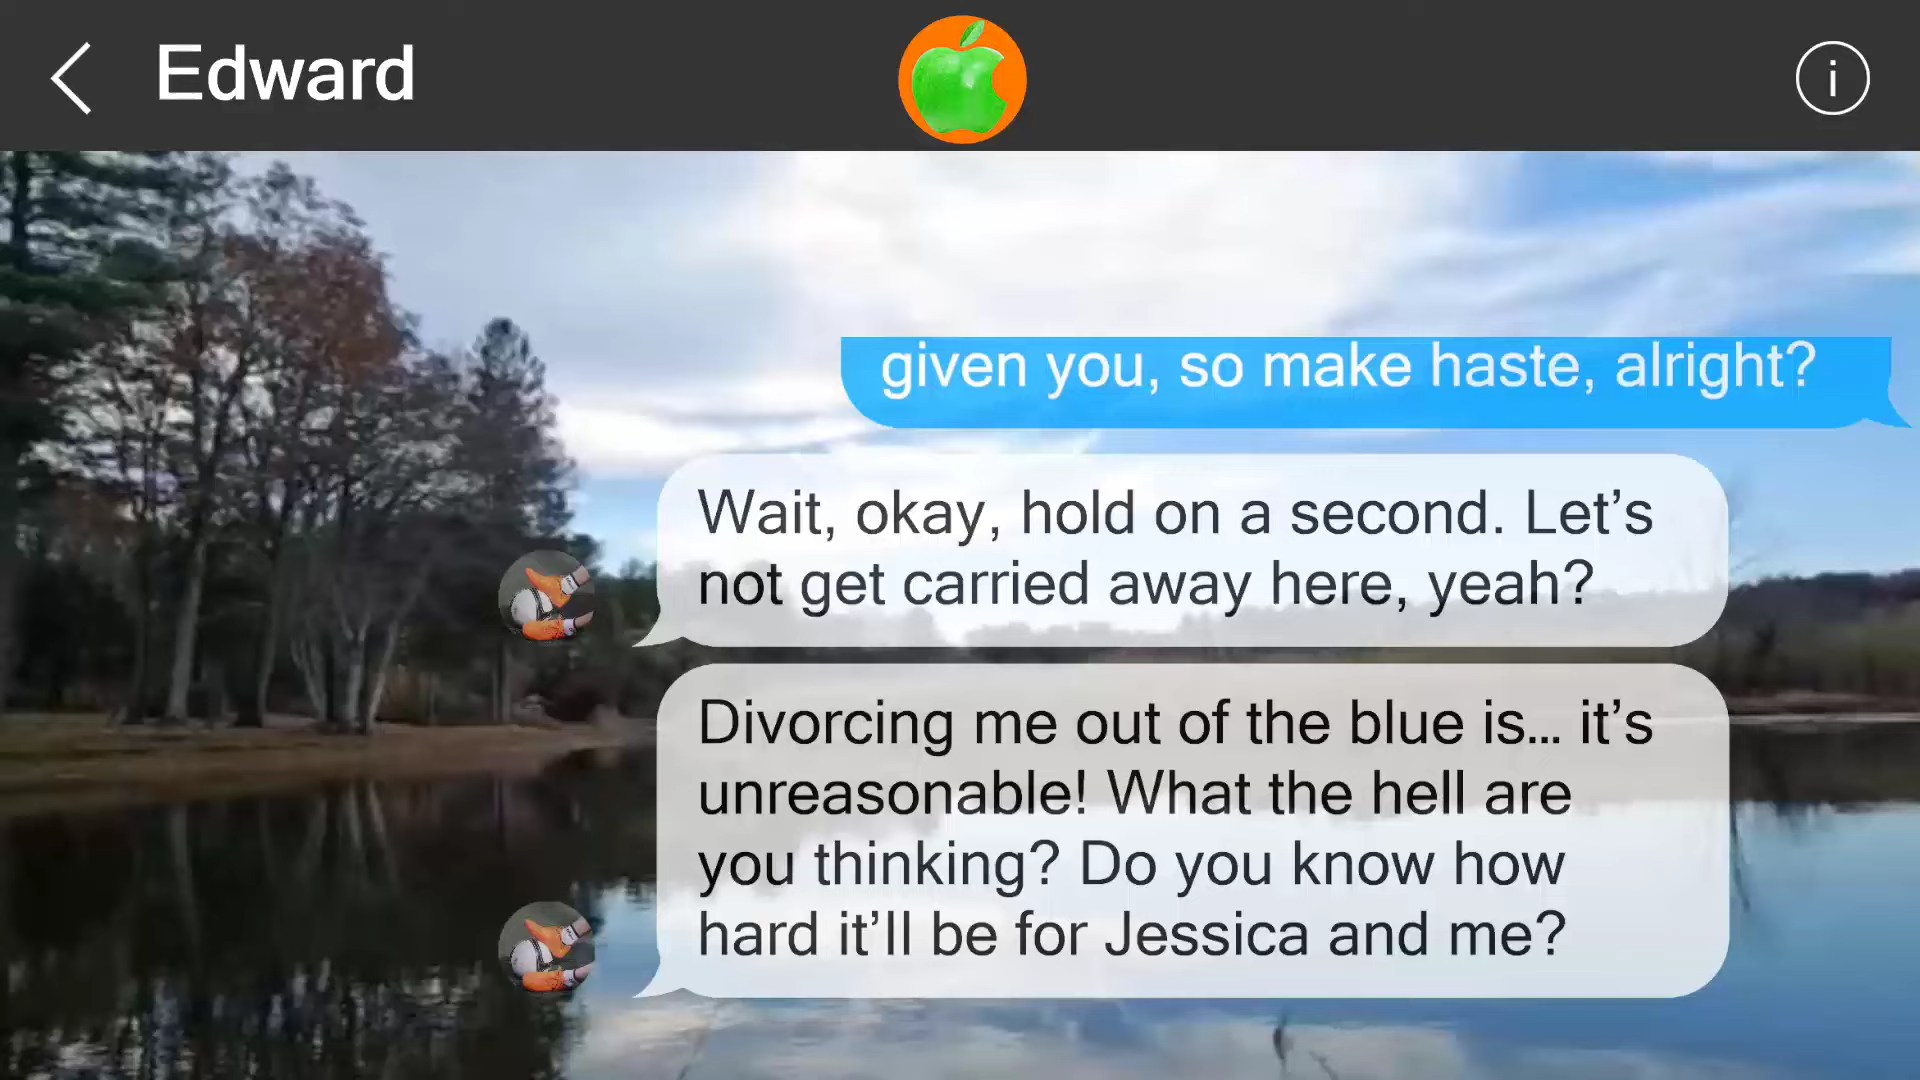 Edward
given you, so make haste, alright?
Wait, okay, hold on a second. Let’s
not get carried away here, yeah?
Divorcing me out of the blue is… it’s
unreasonable! What the hell are
you thinking? Do you know how
hard it’ll be for Jessica and me?